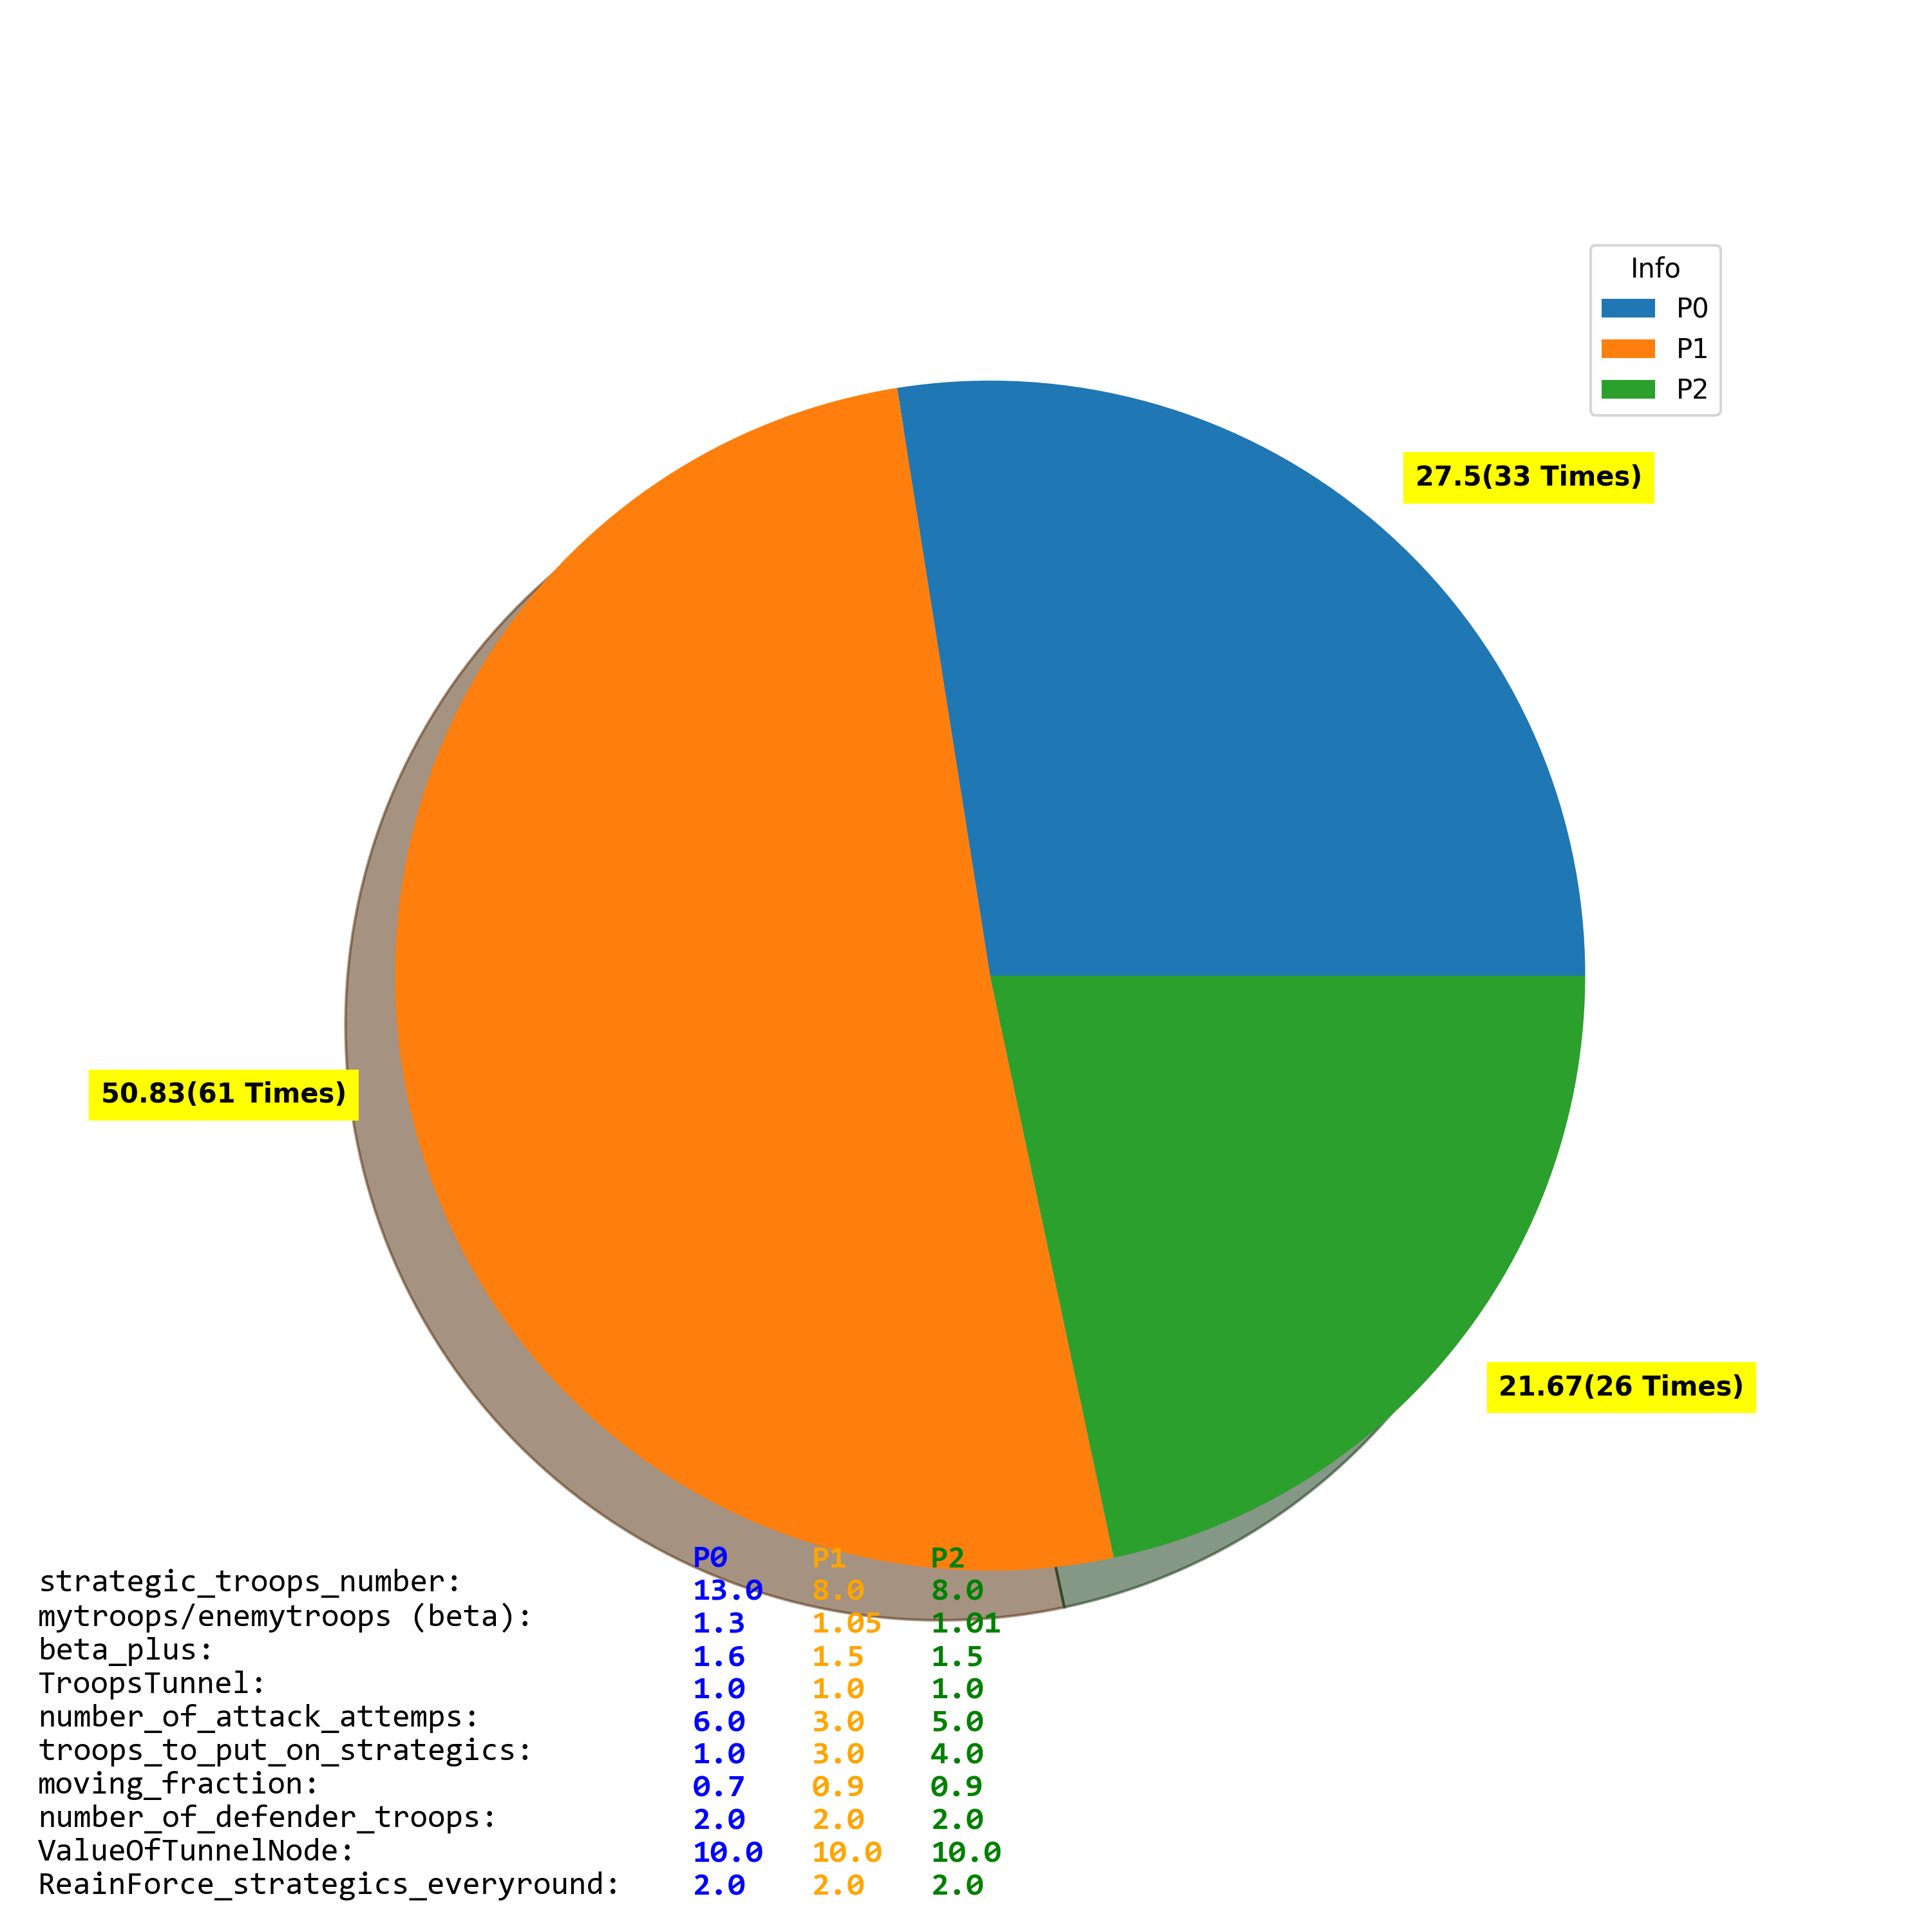 Info
P0
P1
P2
27.5(33 Times)
50.83(61 Times)
21.67(26 Times)
P0 P1 P2
strategic_troops_number: 13.0 8.0 8.0
mytroops/enemytroops (beta): 1.3 1.05 1.01
beta_plus: 1.6 1.5 1.5
TroopsTunnel: 1.0 1.0 1.0
number_of_attack_attemps: 6.0 3.0 5.0
troops_to_put_on_strategics: 1.0 3.0 4.0
moving_fraction: 0.7 0.9 0.9
number_of_defender_troops: 2.0 2.0 2.0
ValueOfTunnelNode: 10.0 10.0 10.0
ReainForce_strategics_everyround: 2.0 2.0 2.0